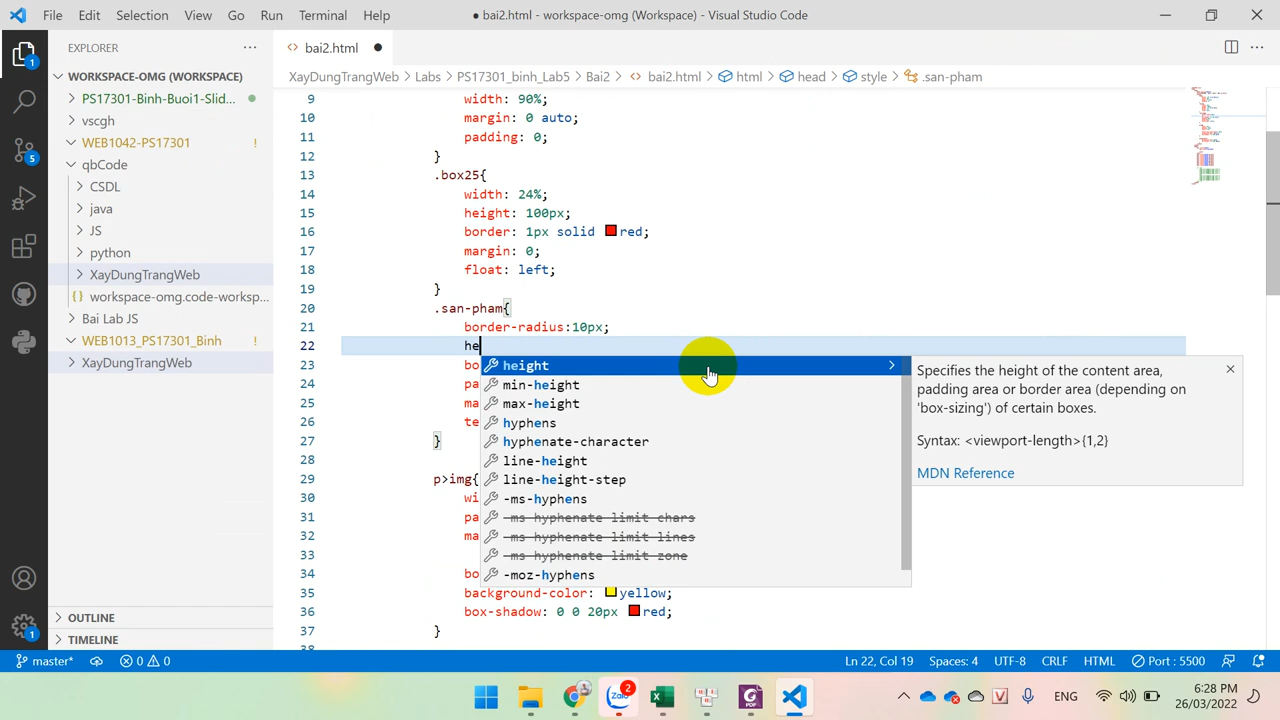 File Edit Selection View Go Run Terminal Help
● bai2.html - workspace-omg (Workspace) - Visual Studio Code
EXPLORER
WORKSPACE-OMG (WORKSPACE)
PS17301-Binh-Buoi1-Slid...
vscgh
WEB1042-PS17301 !
qbCode
CSDL
java
JS
python
XayDungTrangWeb
{} workspace-omg.code-worksp...
Bai Lab JS
WEB1013_PS17301_Binh !
XayDungTrangWeb
OUTLINE
TIMELINE
1
5
1
<> bai2.html ●
XayDungTrangWeb > Labs > PS17301_binh_Lab5 > Bai2 > <> bai2.html > html > head > style > .san-pham
9 width: 90%;
10 margin: 0 auto;
11 padding: 0;
12 }
13 .box25{
14 width: 24%;
15 height: 100px;
16 border: 1px solid red;
17 margin: 0;
18 float: left;
19 }
20 .san-pham{
21 border-radius:10px;
22 he
23 bo
24 pa
25 ma
26 te
27 }
28
29 p>img{
30 wi
31 pa
32 ma
33
34 bo
35 background-color: yellow;
36 box-shadow: 0 0 20px red;
37 }
38
height
min-height
max-height
hyphens
hyphenate-character
line-height
line-height-step
-ms-hyphens
-ms-hyphenate-limit-chars
-ms-hyphenate-limit-lines
-ms-hyphenate-limit-zone
-moz-hyphens
Specifies the height of the content area,
padding area or border area (depending on
'box-sizing') of certain boxes.
Syntax: <viewport-length>{1,2}
MDN Reference
master* 0 0 Ln 22, Col 19 Spaces: 4 UTF-8 CRLF HTML Port : 5500
2
ENG
6:28 PM
26/03/2022